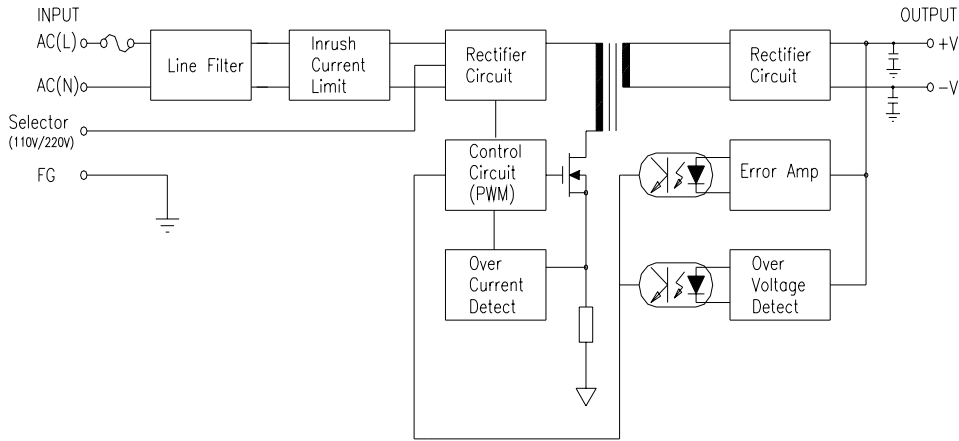 INPUT
OUTPUT
AC(L)
AC(N)
Selector
(110V/220V)
FG
Line Filter
Inrush
Current
Limit
Rectifier
Circuit
Rectifier
Circuit
+V
-V
Control
Circuit
(PWM)
Error Amp
Over
Current
Detect
Over
Voltage
Detect